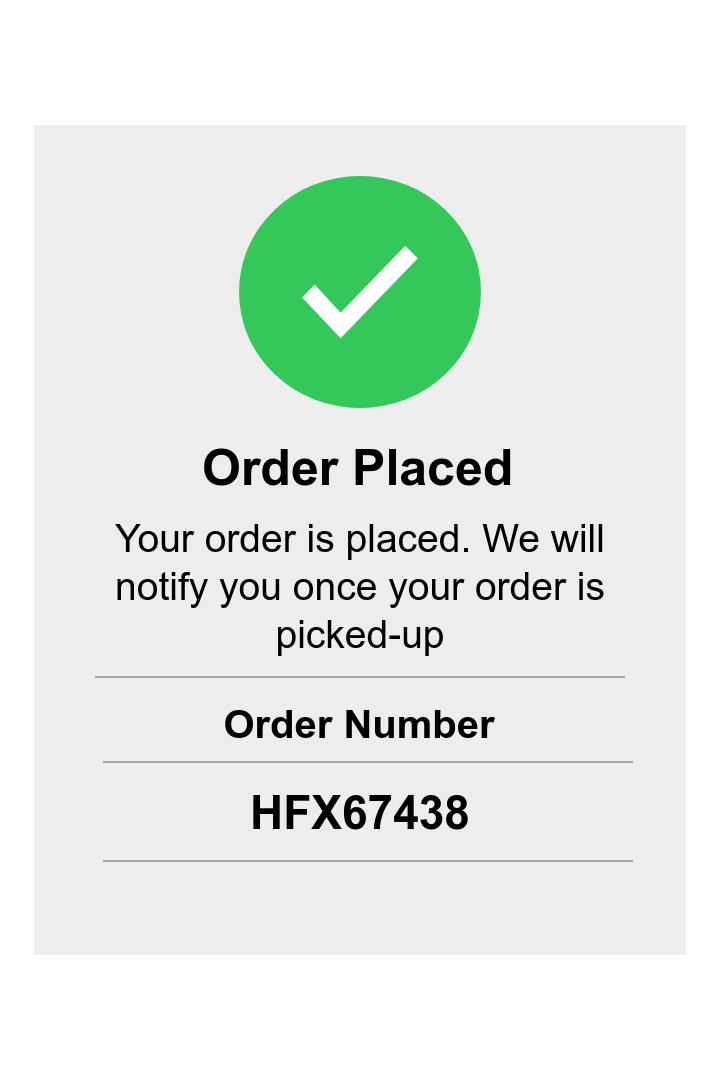 Order Placed
Your order is placed. We will
notify you once your order is
picked-up
Order Number
HFX67438